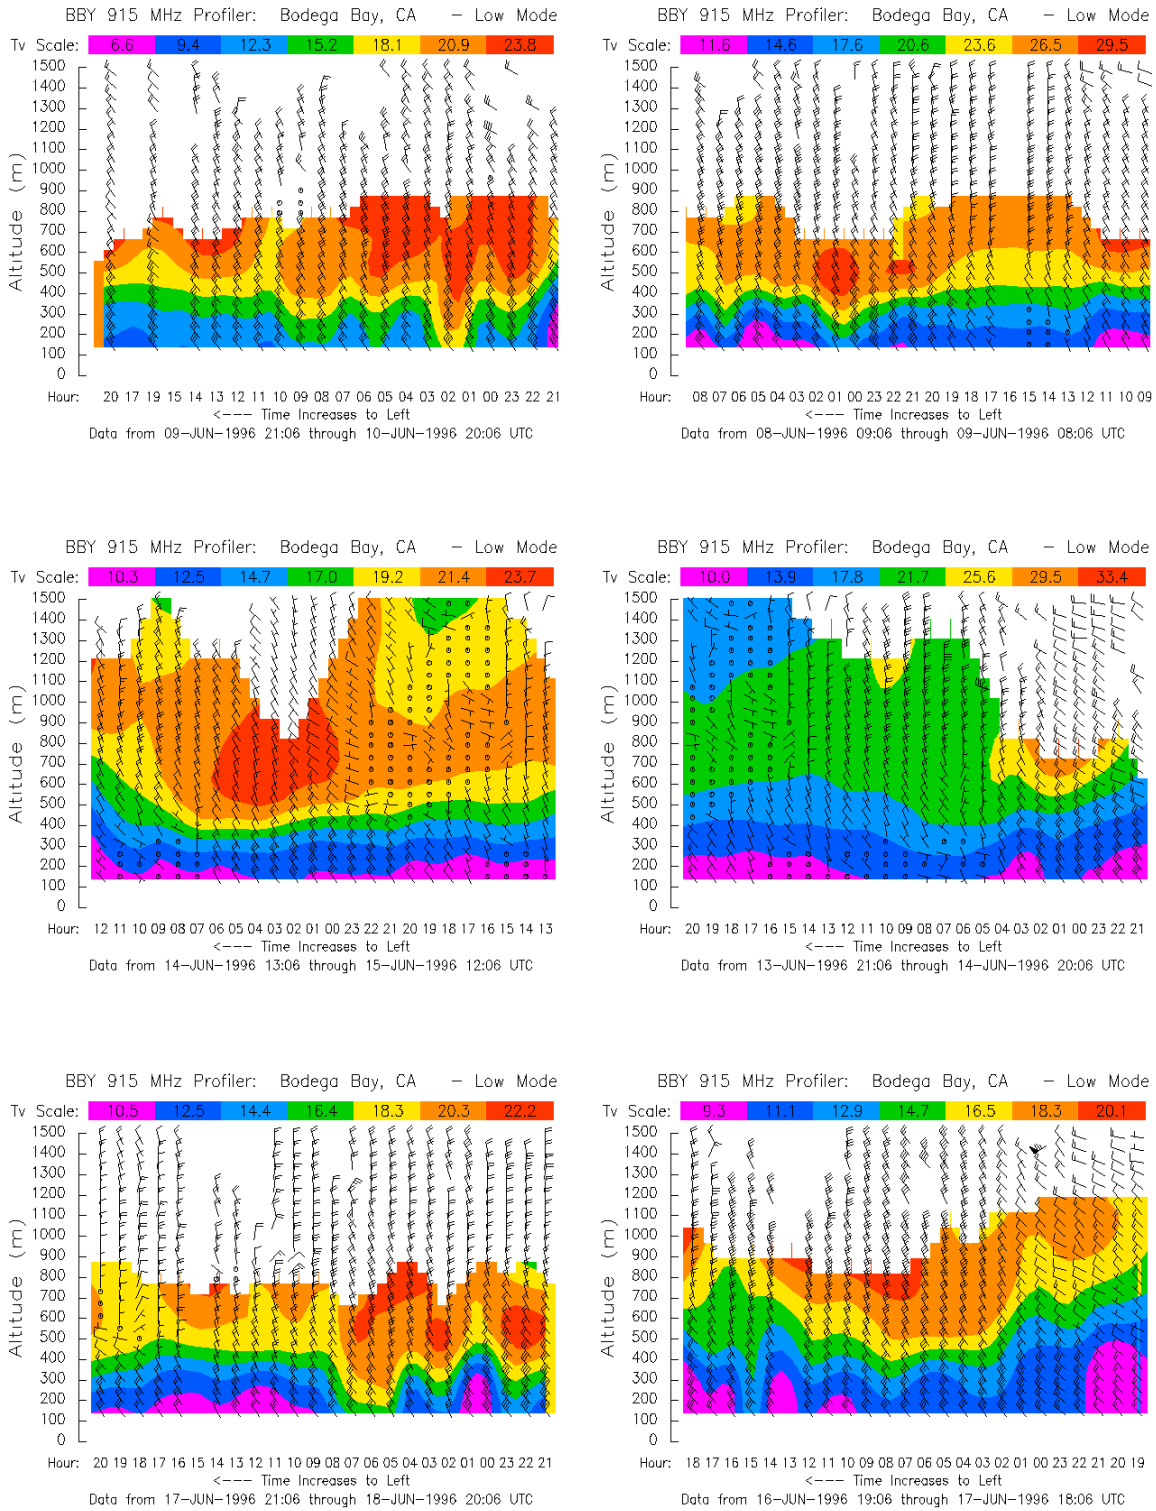 BBY 915 MHz Profiler: Bodega Bay, CA – Low Mode
Tv Scale: 6.6 9.4 12.3 15.2 18.1 20.9 23.8
1500
1400
1300
1200
1100
1000
900
800
700
600
500
400
300
200
100
0
Altitude (m)
Hour: 20 17 19 15 14 13 12 11 10 09 08 07 06 05 04 03 02 01 00 23 22 21
<––– Time Increases to Left
Data from 09–JUN–1996 21:06 through 10–JUN–1996 20:06 UTC
BBY 915 MHz Profiler: Bodega Bay, CA – Low Mode
Tv Scale: 11.6 14.6 17.6 20.6 23.6 26.5 29.5
1500
1400
1300
1200
1100
1000
900
800
700
600
500
400
300
200
100
0
Altitude (m)
Hour: 08 07 06 05 04 03 02 01 00 23 22 21 20 19 18 17 16 15 14 13 12 11 10 09
<––– Time Increases to Left
Data from 08–JUN–1996 09:06 through 09–JUN–1996 08:06 UTC
BBY 915 MHz Profiler: Bodega Bay, CA – Low Mode
Tv Scale: 10.3 12.5 14.7 17.0 19.2 21.4 23.7
1500
1400
1300
1200
1100
1000
900
800
700
600
500
400
300
200
100
0
Altitude (m)
Hour: 12 11 10 09 08 07 06 05 04 03 02 01 00 23 22 21 20 19 18 17 16 15 14 13
<––– Time Increases to Left
Data from 14–JUN–1996 13:06 through 15–JUN–1996 12:06 UTC
BBY 915 MHz Profiler: Bodega Bay, CA – Low Mode
Tv Scale: 10.0 13.9 17.8 21.7 25.6 29.5 33.4
1500
1400
1300
1200
1100
1000
900
800
700
600
500
400
300
200
100
0
Altitude (m)
Hour: 20 19 18 17 16 15 14 13 12 11 10 09 08 07 06 05 04 03 02 01 00 23 22 21
<––– Time Increases to Left
Data from 13–JUN–1996 21:06 through 14–JUN–1996 20:06 UTC
BBY 915 MHz Profiler: Bodega Bay, CA – Low Mode
Tv Scale: 10.5 12.5 14.4 16.4 18.3 20.3 22.2
1500
1400
1300
1200
1100
1000
900
800
700
600
500
400
300
200
100
0
Altitude (m)
Hour: 20 19 18 17 16 15 14 13 12 11 10 09 08 07 06 05 04 03 02 01 00 23 22 21
<––– Time Increases to Left
Data from 17–JUN–1996 21:06 through 18–JUN–1996 20:06 UTC
BBY 915 MHz Profiler: Bodega Bay, CA – Low Mode
Tv Scale: 9.3 11.1 12.9 14.7 16.5 18.3 20.1
1500
1400
1300
1200
1100
1000
900
800
700
600
500
400
300
200
100
0
Altitude (m)
Hour: 18 17 16 15 14 13 12 11 10 09 08 07 06 05 04 03 02 01 00 23 22 21 20 19
<––– Time Increases to Left
Data from 16–JUN–1996 19:06 through 17–JUN–1996 18:06 UTC